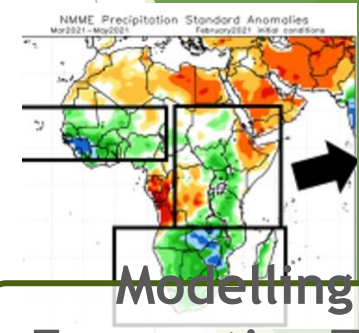 NMME Precipitation Standard Anomalies
Mar2021-May2021 February2021 initial conditions
Modelling